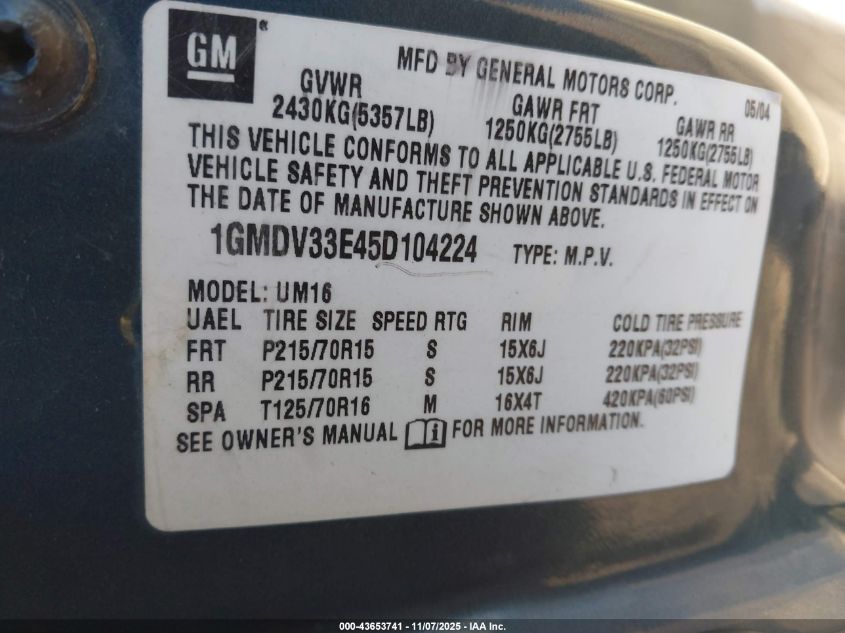 GM®
MFD BY GENERAL MOTORS CORP. 05/04
GVWR GAWR FRT GAWR RR
2430KG(5357LB) 1250KG(2755LB) 1250KG(2755LB)
THIS VEHICLE CONFORMS TO ALL APPLICABLE U.S. FEDERAL MOTOR
VEHICLE SAFETY AND THEFT PREVENTION STANDARDS IN EFFECT ON
THE DATE OF MANUFACTURE SHOWN ABOVE.
1GMDV33E45D104224 TYPE: M.P.V.
MODEL: UM16
UAEL TIRE SIZE SPEED RTG RIM COLD TIRE PRESSURE
FRT P215/70R15 S 15X6J 220KPA(32PSI)
RR P215/70R15 S 15X6J 220KPA(32PSI)
SPA T125/70R16 M 16X4T 420KPA(60PSI)
SEE OWNER'S MANUAL FOR MORE INFORMATION.
000-43653741 - 11/07/2025 - IAA Inc.